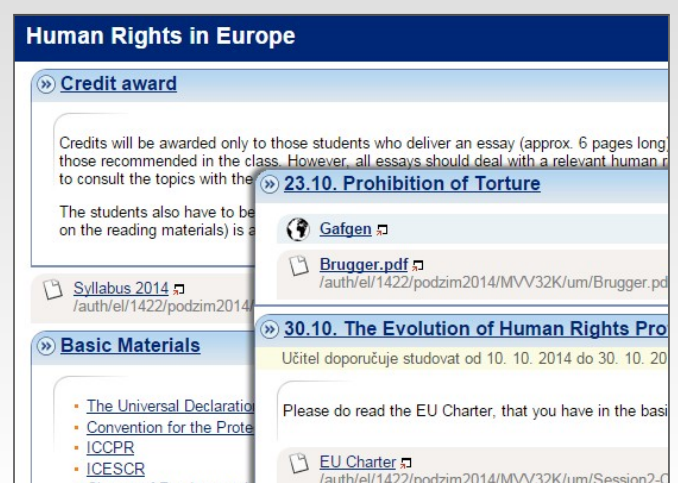 Human Rights in Europe
Credit award
Credits will be awarded only to those students who deliver an essay (approx. 6 pages long)
those recommended in the class. However, all essays should deal with a relevant human
to consult the topics with the
The students also have to be
on the reading materials) is
Syllabus 2014
/auth/el/1422/podzim2014/
Basic Materials
The Universal Declaration
Convention for the
ICCPR
ICESCR
23.10. Prohibition of Torture
Gafgen
Brugger.pdf
/auth/el/1422/podzim2014/MVV32K/um/Brugger.pd
30.10. The Evolution of Human Rights
Učitel doporučuje studovat od 10. 10. 2014 do 30. 10. 20
Please do read the EU Charter, that you have in the basi
EU Charter
/auth/el/1422/podzim2014/MVV32K/um/Session2-